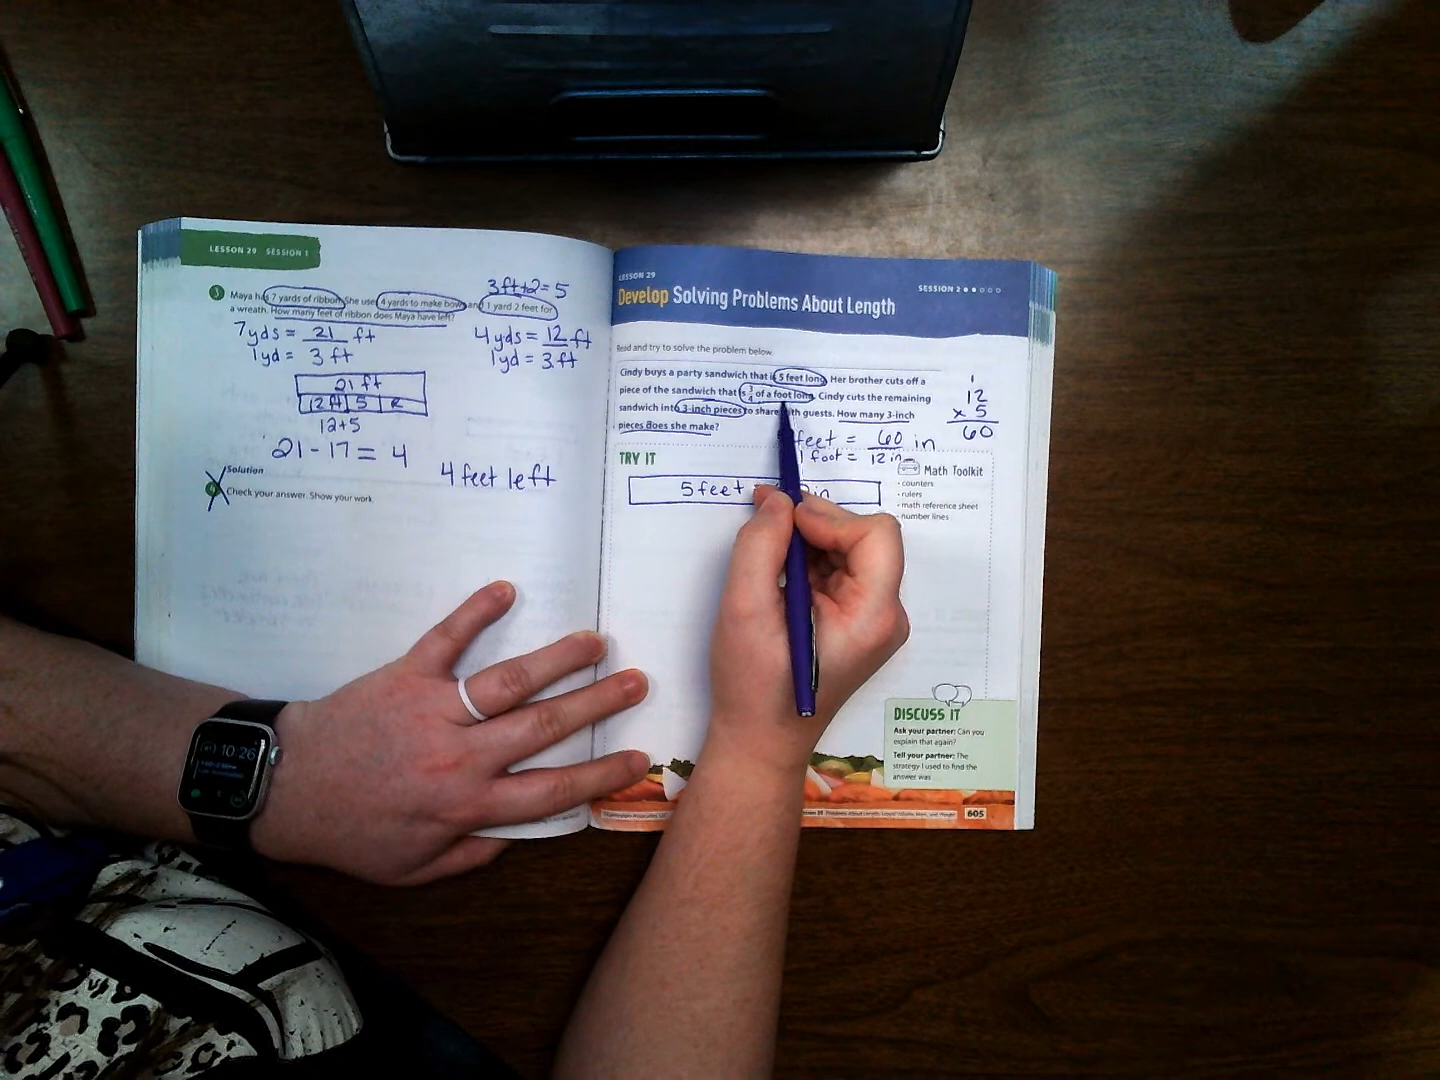 LESSON 29 SESSION 1
3ft+2=5
3 Maya has 7 yards of ribbon. She uses 4 yards to make bows and 1 yard 2 feet for
a wreath. How many feet of ribbon does Maya have left?
7yds = 21 ft
1yd = 3 ft
4yds = 12 ft
1yd = 3ft
21 ft
12 ft 5 R
12+5
21-17 = 4
4 feet left
Solution
4 Check your answer. Show your work.
LESSON 29
SESSION 2
Develop Solving Problems About Length
Read and try to solve the problem below.
Cindy buys a party sandwich that is 5 feet long. Her brother cuts off a
piece of the sandwich that is 3/4 of a foot long. Cindy cuts the remaining
sandwich into 3-inch pieces to share with guests. How many 3-inch
pieces does she make?
1
12
x 5
60
feet = 60 in
1 foot = 12 in
TRY IT
5 feet in
Math Toolkit
• counters
• rulers
• math reference sheet
• number lines
DISCUSS IT
Ask your partner: Can you
explain that again?
Tell your partner: The
strategy I used to find the
answer was
605
10:26